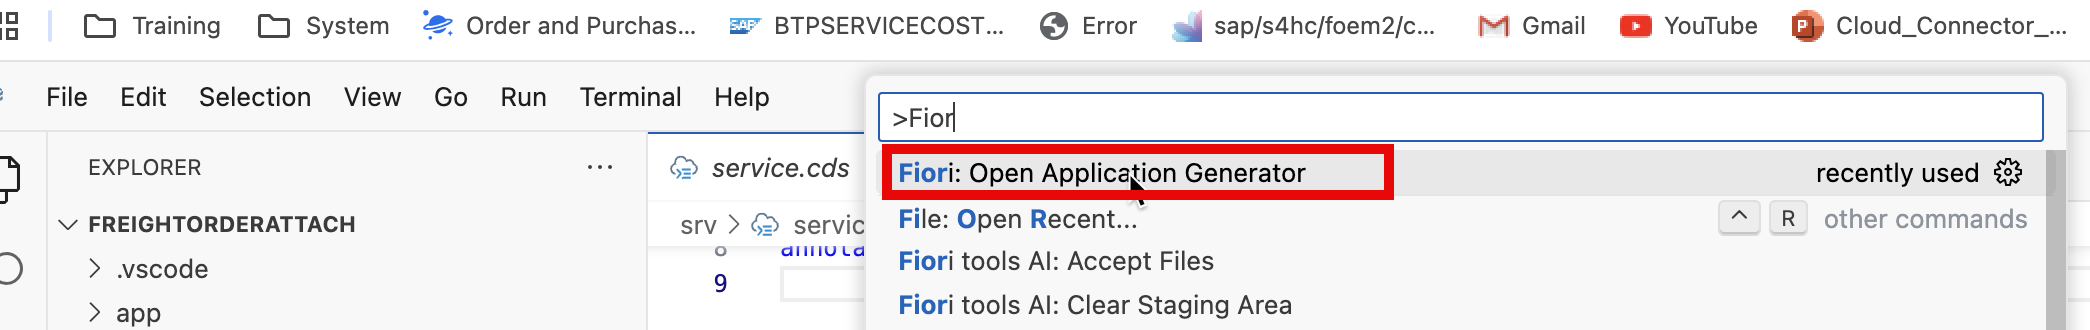 Training System Order and Purchas... SAP BTPSERVICECOST... Error sap/s4hc/foem2/c... Gmail YouTube P Cloud_Connector_...
File Edit Selection View Go Run Terminal Help
>Fior
EXPLORER ... service.cds
Fiori: Open Application Generator recently used
FREIGHTORDERATTACH
srv > servic
File: Open Recent... ^ R other commands
8 annota
.vscode
Fiori tools AI: Accept Files
9
app
Fiori tools AI: Clear Staging Area